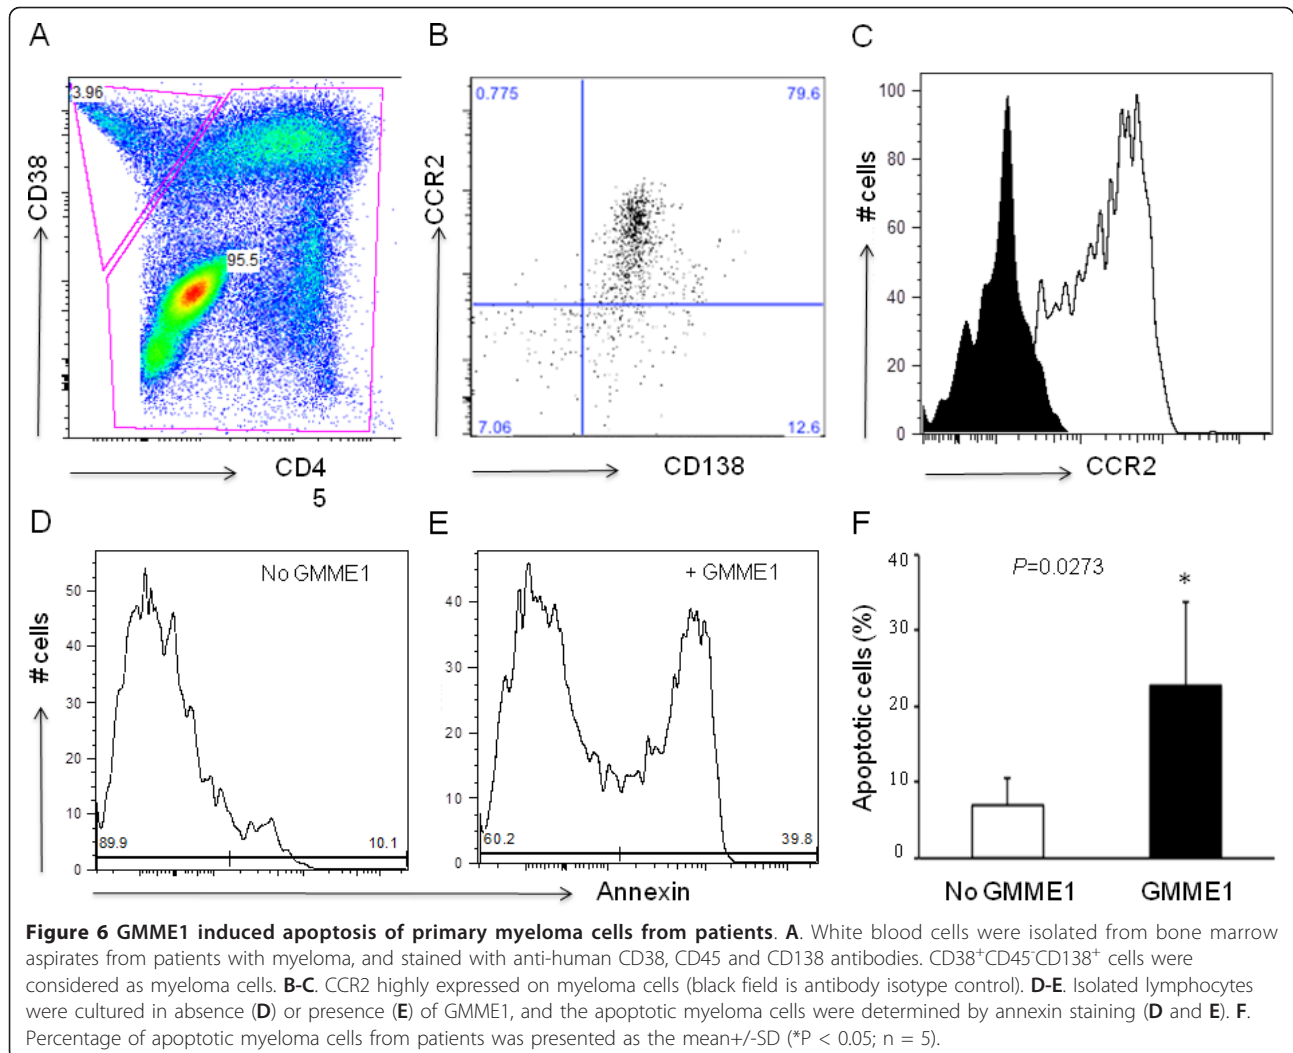 A
3.96
95.5
CD38
CD4
5
B
0.775
79.6
7.06
12.6
CCR2
CD138
C
100
80
60
40
20
0
# cells
CCR2
D
No GMME1
50
40
30
20
10
0
89.9
10.1
# cells
E
+ GMME1
40
30
20
10
0
60.2
39.8
Annexin
F
P=0.0273
*
40
30
20
10
0
Apoptotic cells (%)
No GMME1
GMME1
Figure 6 GMME1 induced apoptosis of primary myeloma cells from patients. A. White blood cells were isolated from bone marrow
aspirates from patients with myeloma, and stained with anti-human CD38, CD45 and CD138 antibodies. CD38⁺CD45⁻CD138⁺ cells were
considered as myeloma cells. B-C. CCR2 highly expressed on myeloma cells (black field is antibody isotype control). D-E. Isolated lymphocytes
were cultured in absence (D) or presence (E) of GMME1, and the apoptotic myeloma cells were determined by annexin staining (D and E). F.
Percentage of apoptotic myeloma cells from patients was presented as the mean+/-SD (*P < 0.05; n = 5).